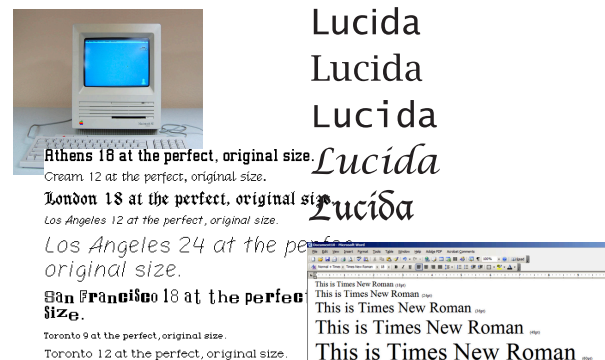 Lucida
Lucida
Lucida
Lucida
Lucida
Athens 18 at the perfect, original size.
Cream 12 at the perfect, original size.
London 18 at the perfect, original size.
Los Angeles 12 at the perfect, original size.
Los Angeles 24 at the perfe
original size.
San Francisco 18 at the perfect
size.
Toronto 9 at the perfect, original size.
Toronto 12 at the perfect, original size.
This is Times New Roman
This is Times New Roman
This is Times New Roman
This is Times New Roman
This is Times New Roman